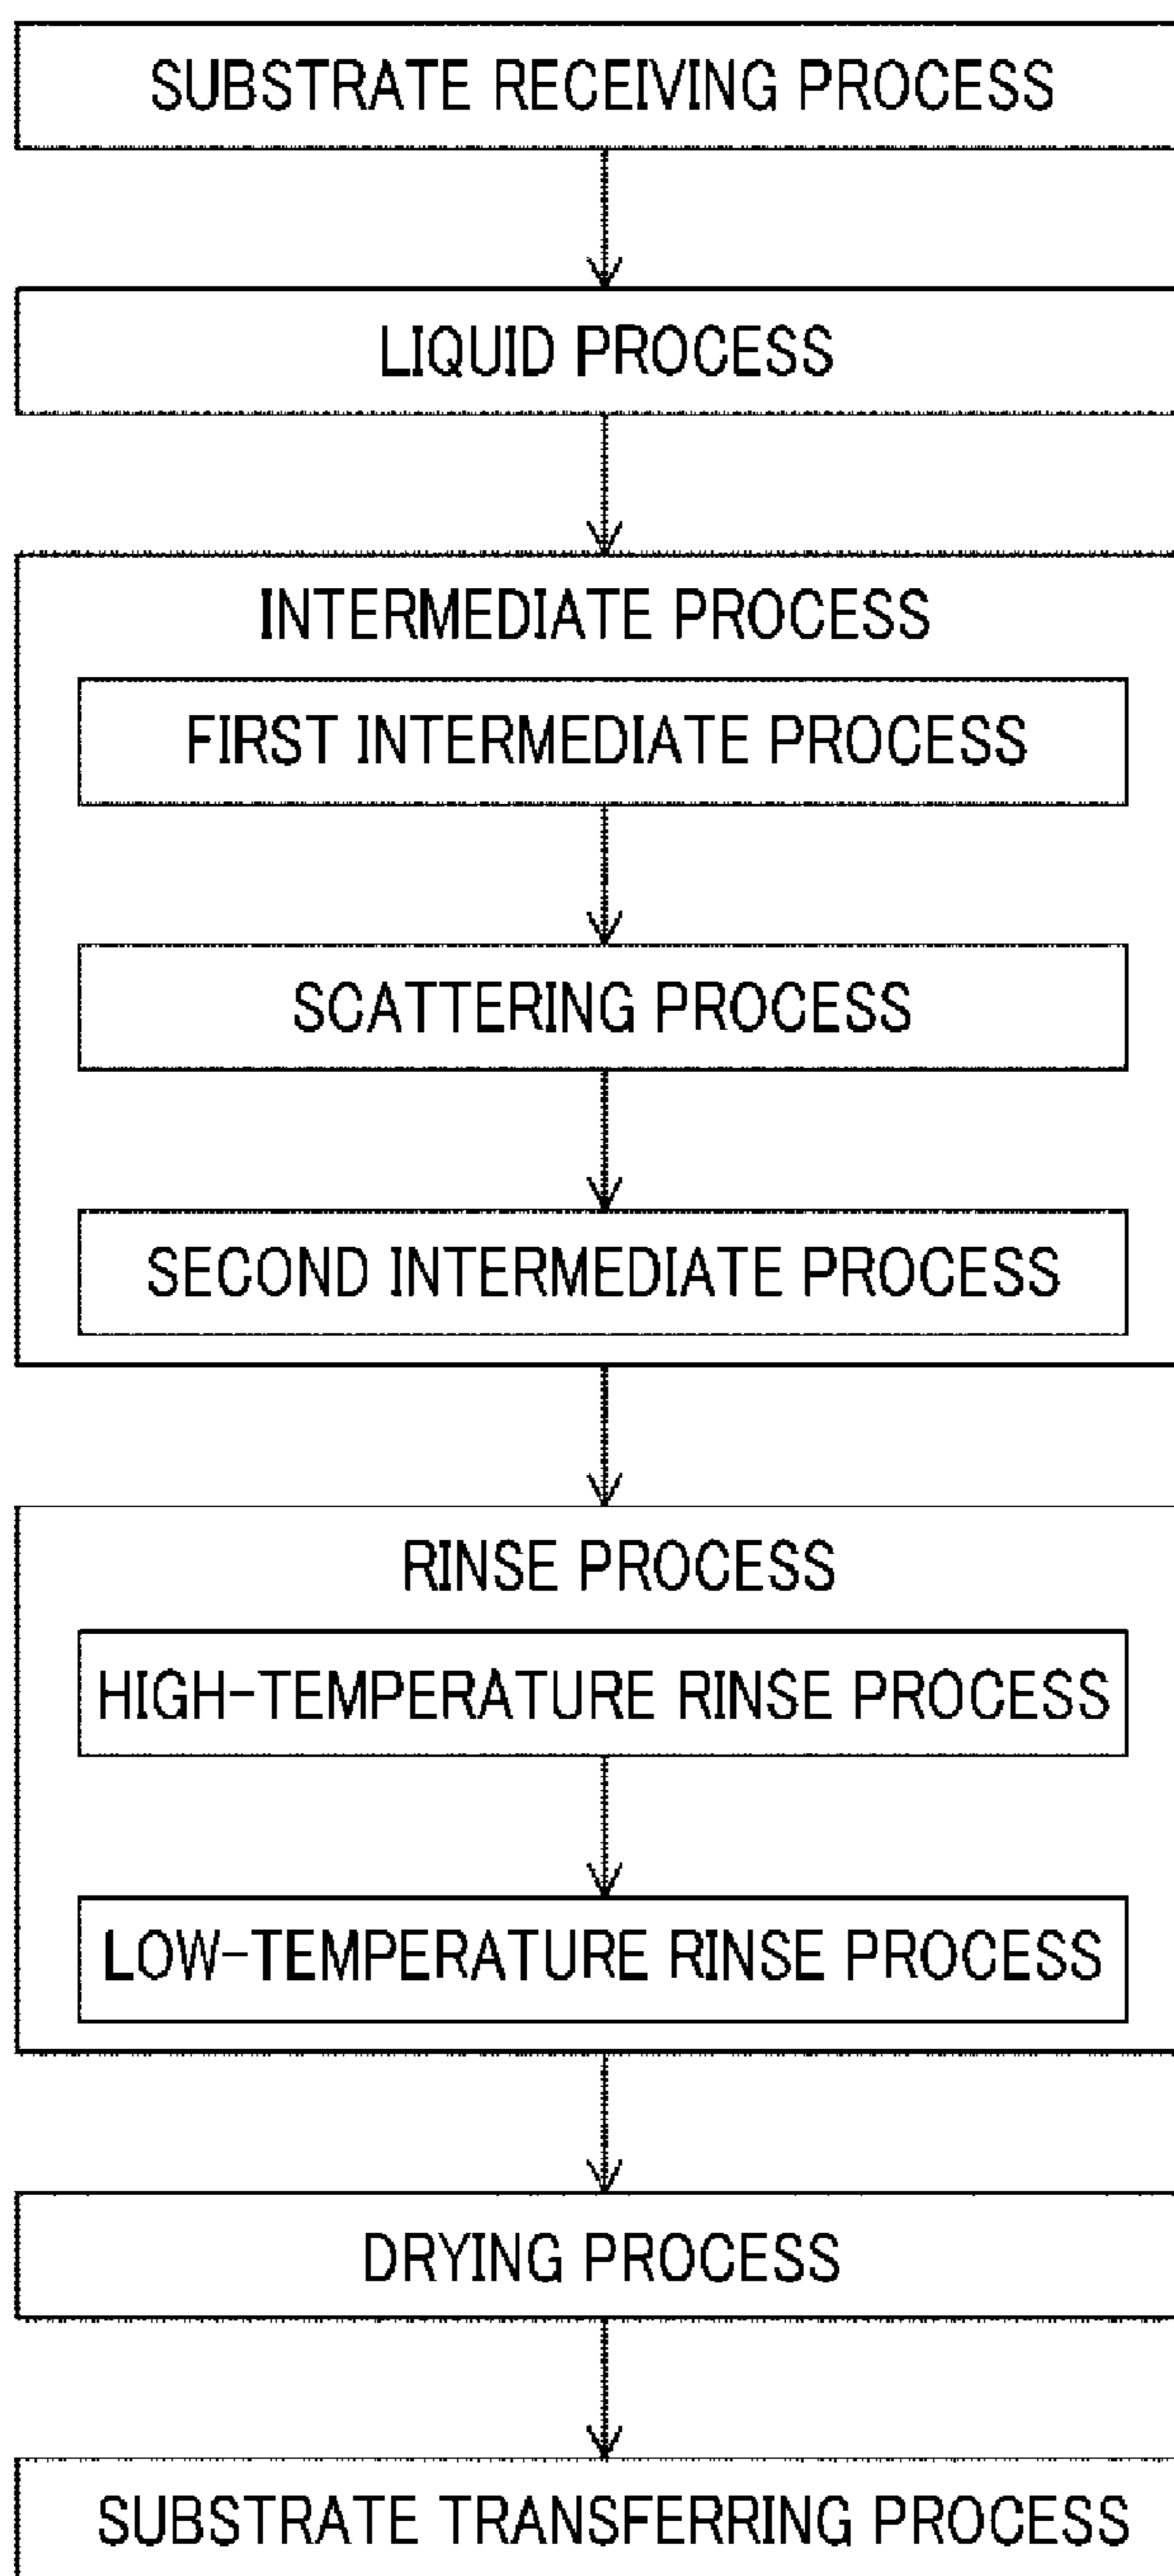 SUBSTRATE RECEIVING PROCESS
LIQUID PROCESS
INTERMEDIATE PROCESS
FIRST INTERMEDIATE PROCESS
SCATTERING PROCESS
SECOND INTERMEDIATE PROCESS
RINSE PROCESS
HIGH-TEMPERATURE RINSE PROCESS
LOW-TEMPERATURE RINSE PROCESS
DRYING PROCESS
SUBSTRATE TRANSFERRING PROCESS